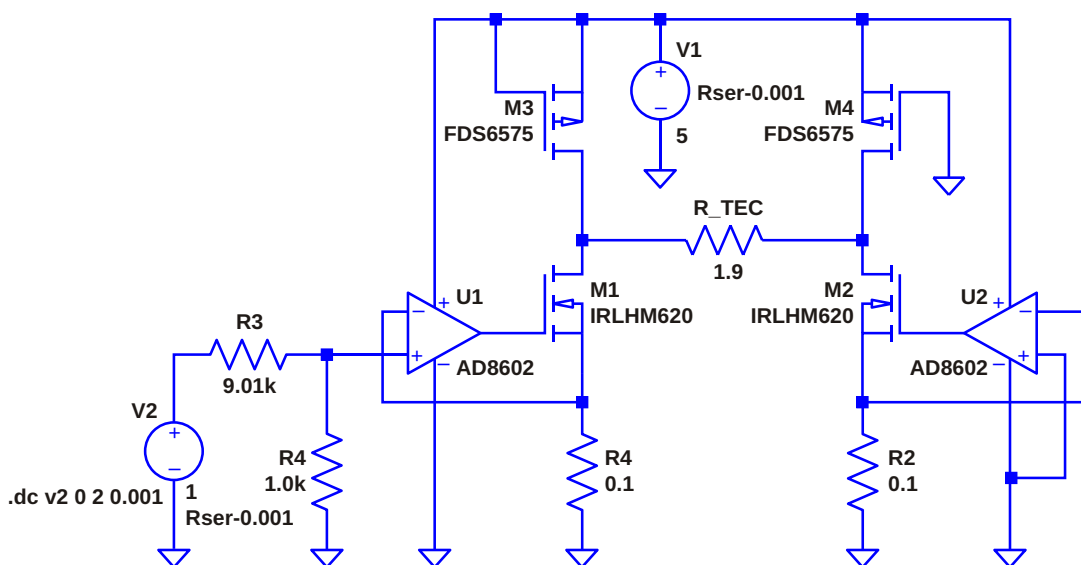 V1
+
Rser-0.001
−
5
M3
FDS6575
M4
FDS6575
R_TEC
1.9
M1
IRLHM620
M2
IRLHM620
U1
+
−
+
−
AD8602
U2
+
−
+
−
AD8602
R3
9.01k
V2
+
−
1
Rser-0.001
.dc v2 0 2 0.001
R4
1.0k
R4
0.1
R2
0.1